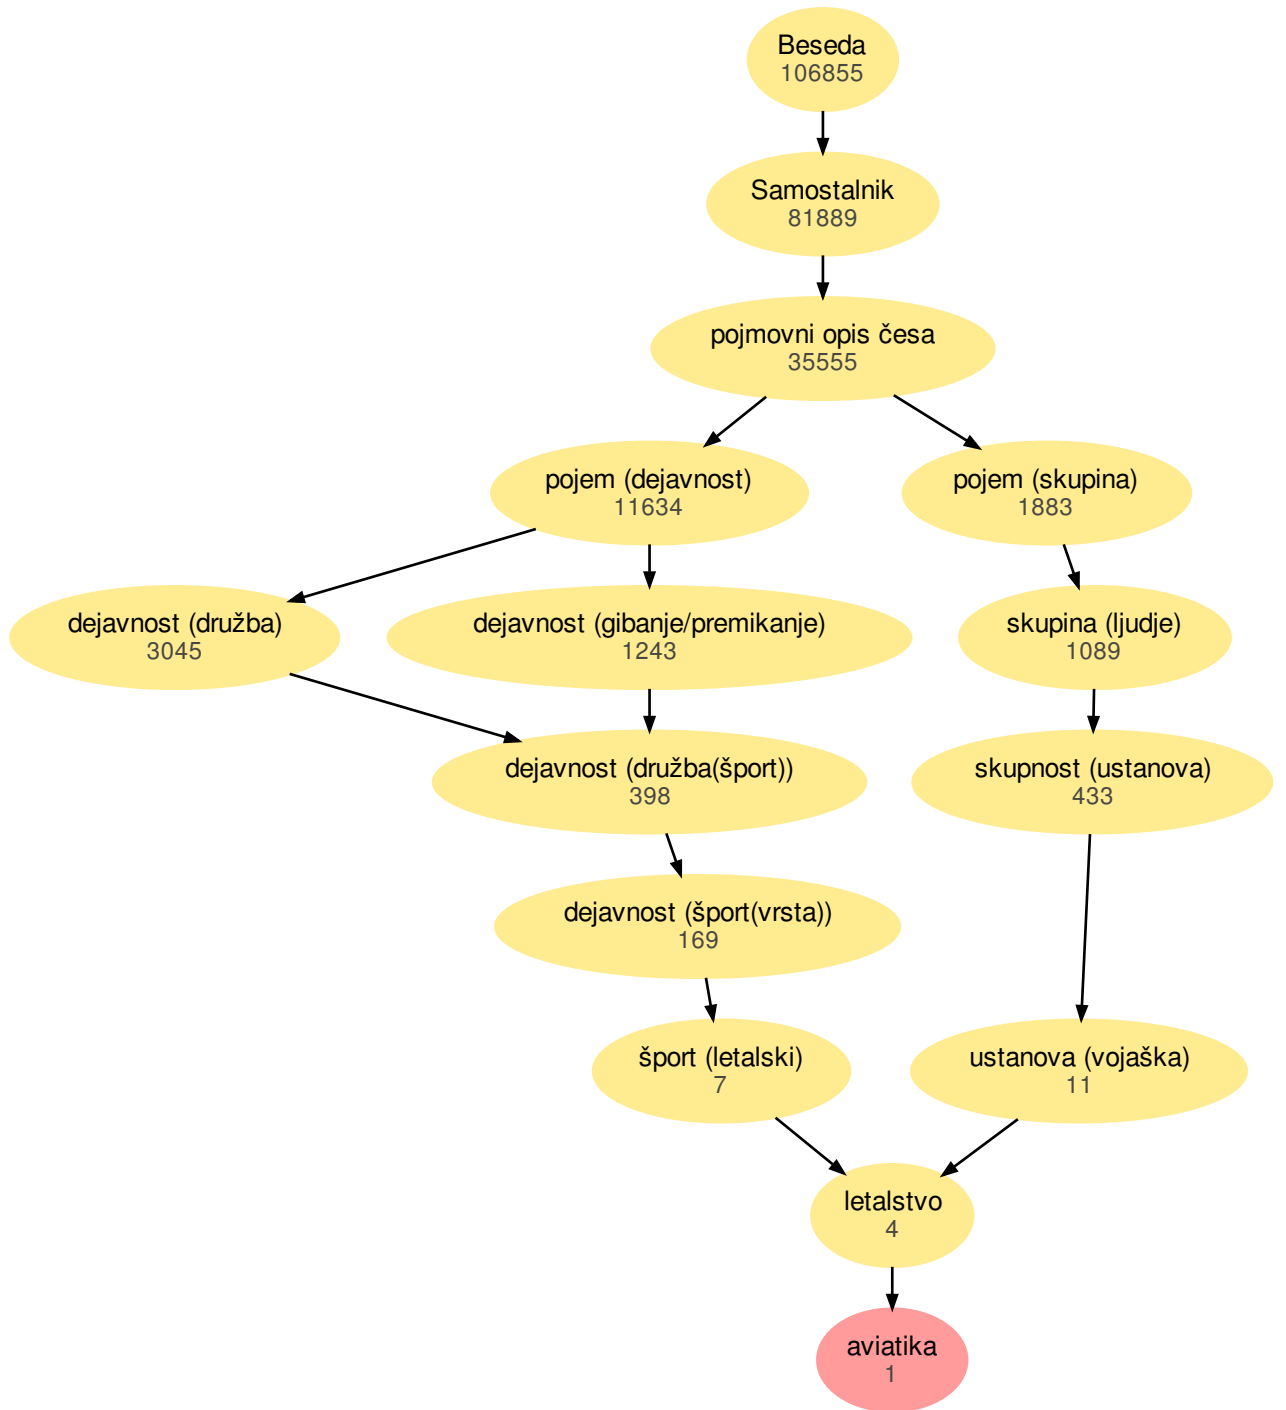 Beseda
106855
Samostalnik
81889
pojmovni opis česa
35555
pojem (dejavnost)
11634
pojem (skupina)
1883
dejavnost (družba)
3045
dejavnost (gibanje/premikanje)
1243
skupina (ljudje)
1089
dejavnost (družba(šport))
398
skupnost (ustanova)
433
dejavnost (šport(vrsta))
169
šport (letalski)
7
ustanova (vojaška)
11
letalstvo
4
aviatika
1